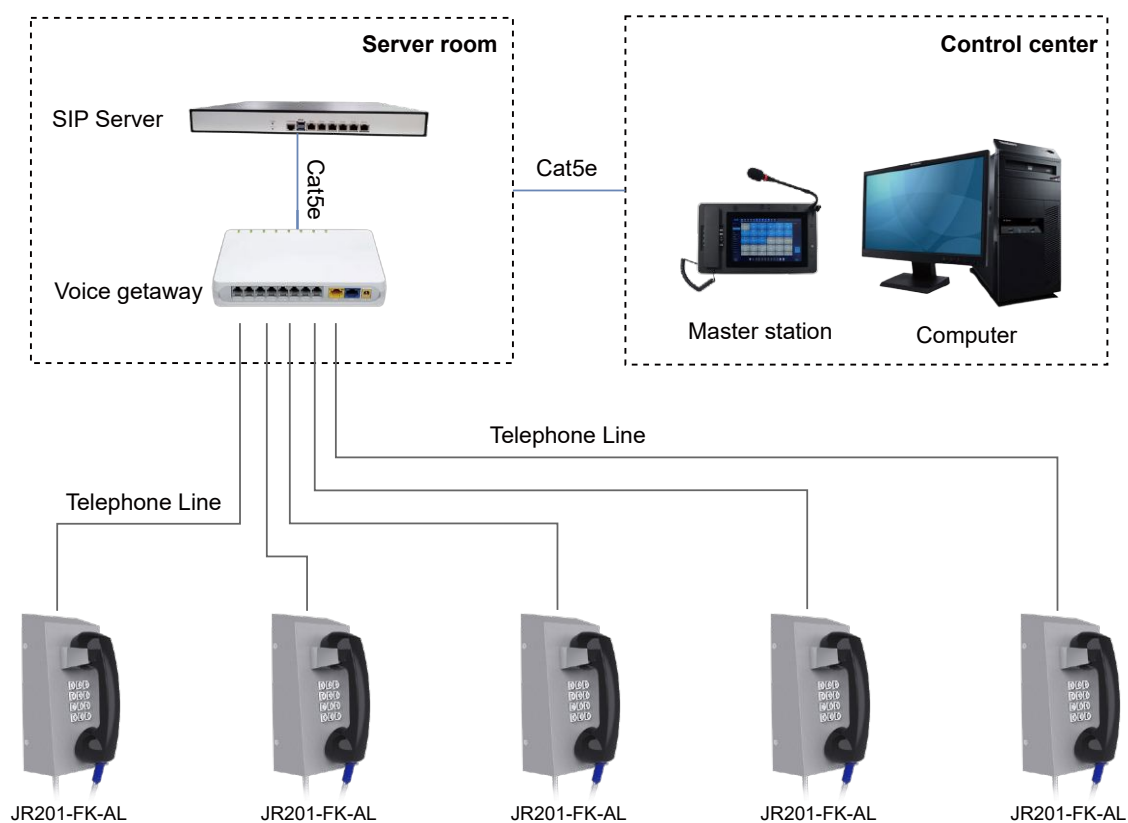 Server room
Control center
SIP Server
Cat5e
Cat5e
Voice getaway
Master station
Computer
Telephone Line
Telephone Line
JR201-FK-AL
JR201-FK-AL
JR201-FK-AL
JR201-FK-AL
JR201-FK-AL